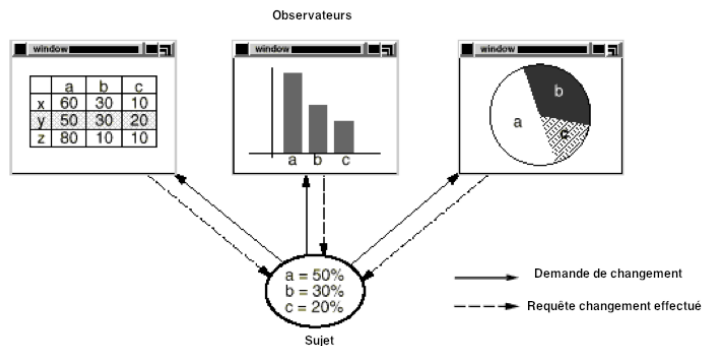 Observateurs
window
window
window
a b c
x 60 30 10
y 50 30 20
z 80 10 10
a b c
a
b
c
a = 50%
b = 30%
c = 20%
Sujet
Demande de changement
Requête changement effectué